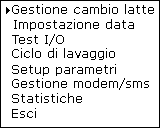 Gestione cambio latte
Impostazione data
Test I/O
Ciclo di lavaggio
Setup parametri
Gestione modem/sms
Statistiche
Esci